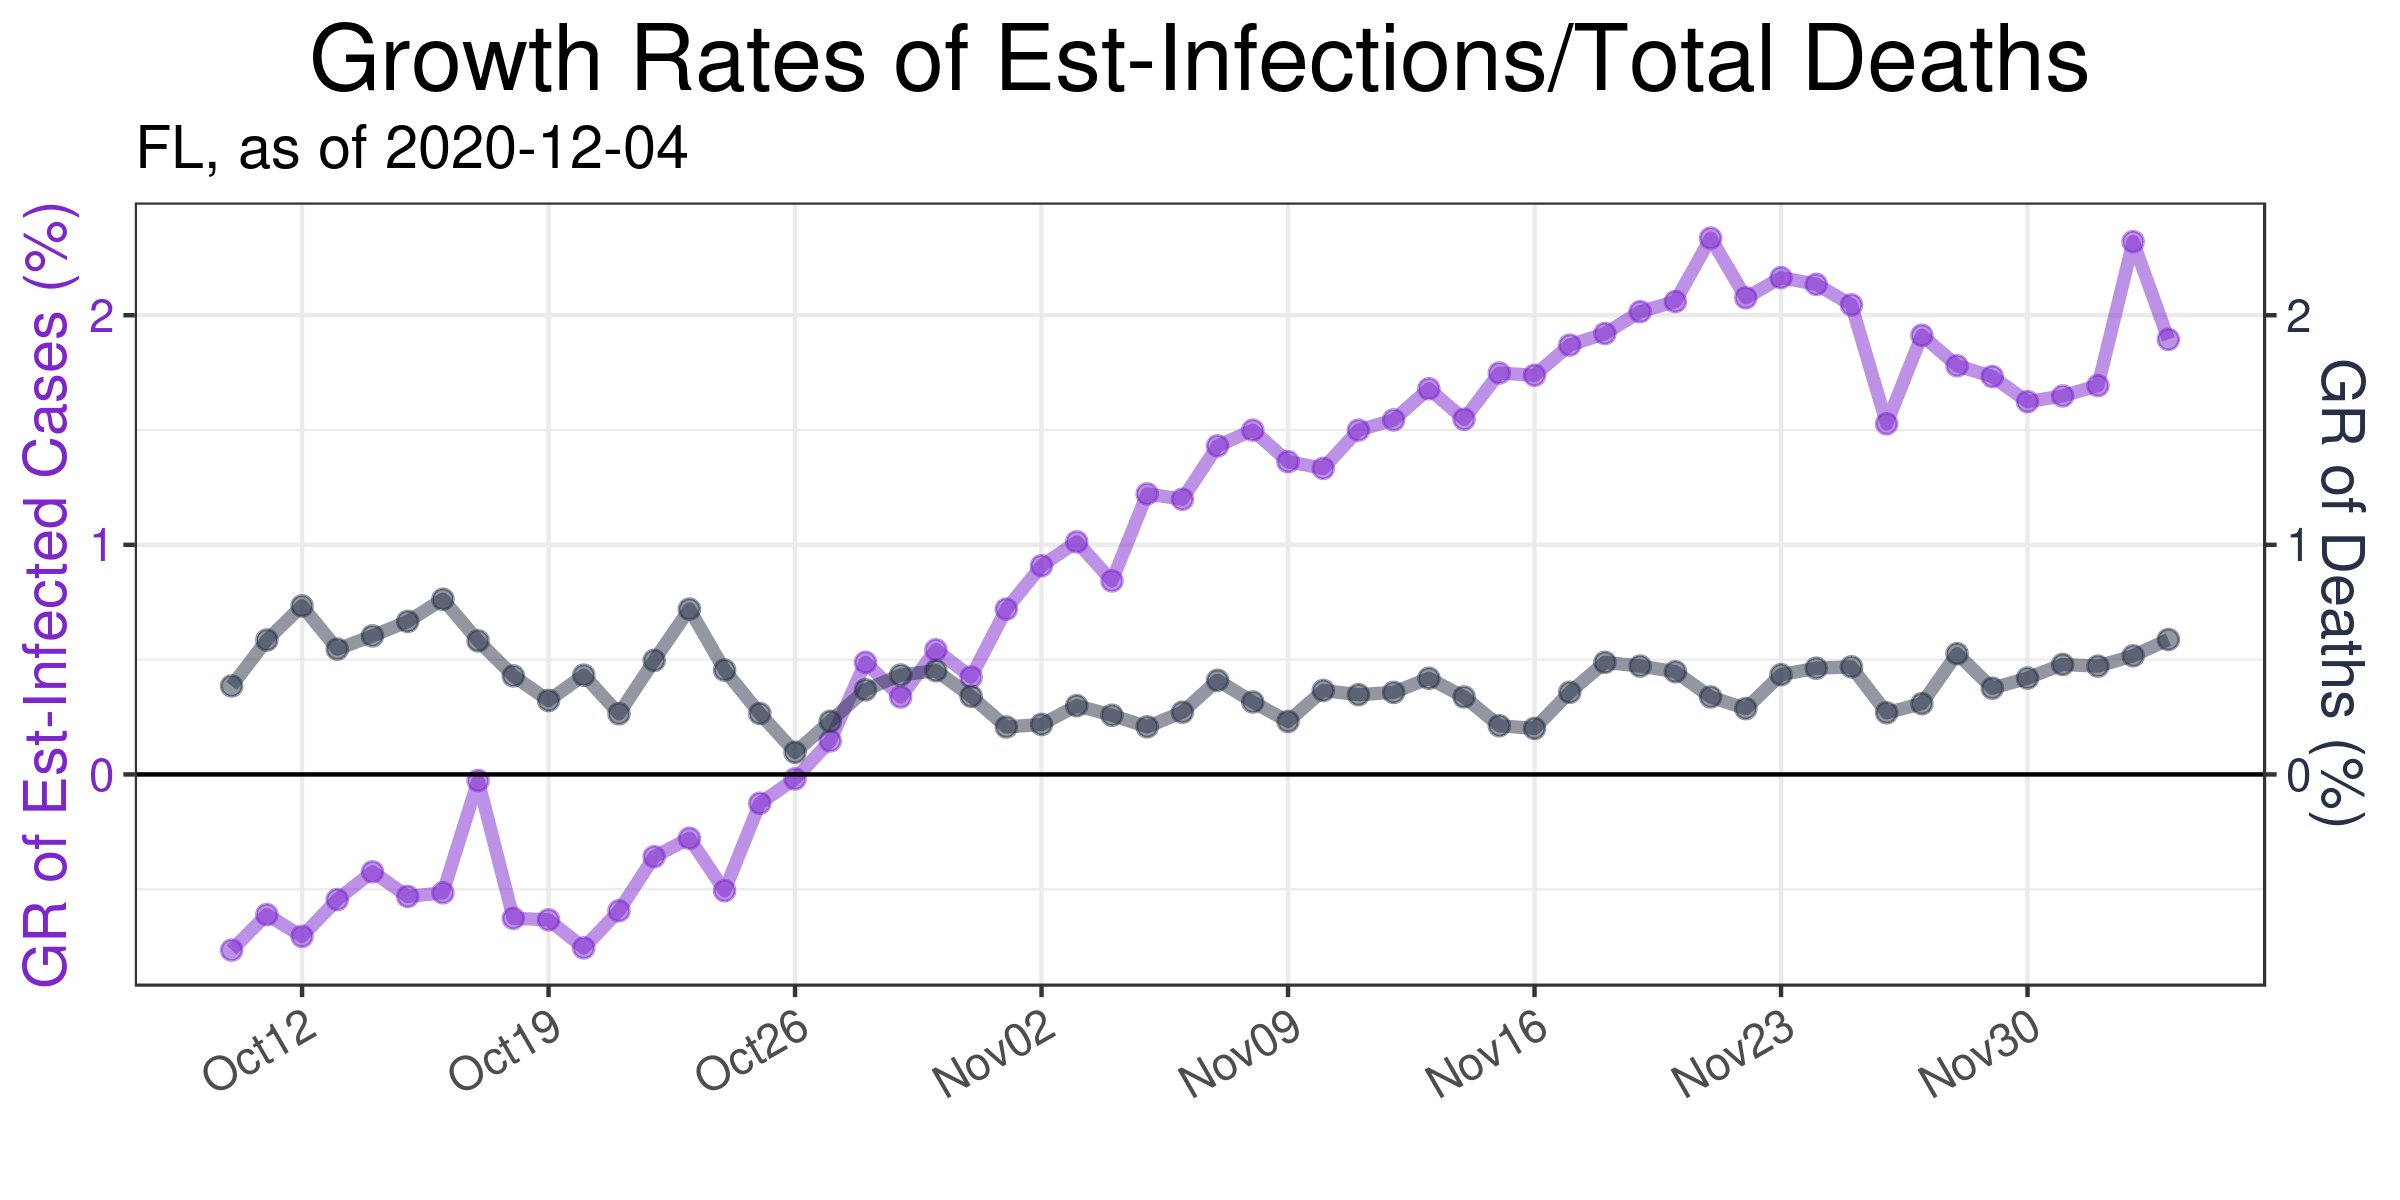 Growth Rates of Est-Infections/Total Deaths
FL, as of 2020-12-04
GR of Est-Infected Cases (%)
2
1
0
2
1
0
GR of Deaths (%)
Oct12
Oct19
Oct26
Nov02
Nov09
Nov16
Nov23
Nov30